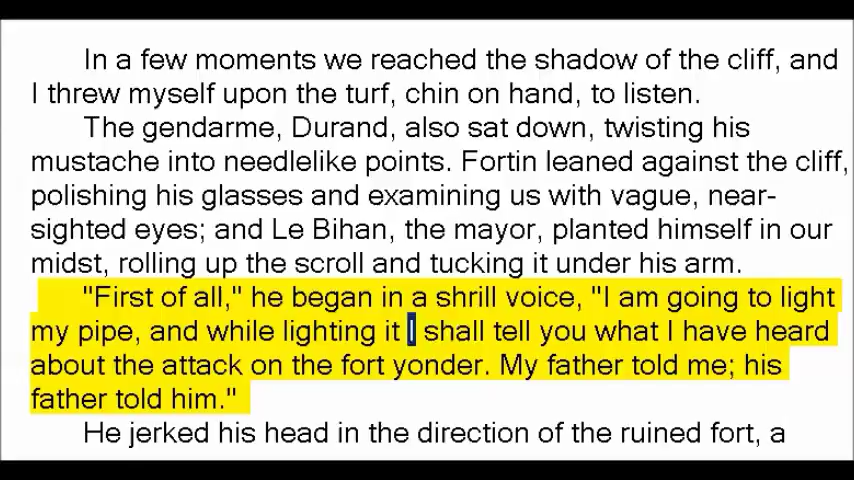 In a few moments we reached the shadow of the cliff, and
I threw myself upon the turf, chin on hand, to listen.
The gendarme, Durand, also sat down, twisting his
mustache into needlelike points. Fortin leaned against the cliff,
polishing his glasses and examining us with vague, near-
sighted eyes; and Le Bihan, the mayor, planted himself in our
midst, rolling up the scroll and tucking it under his arm.
"First of all," he began in a shrill voice, "I am going to light
my pipe, and while lighting it I shall tell you what I have heard
about the attack on the fort yonder. My father told me; his
father told him."
He jerked his head in the direction of the ruined fort, a